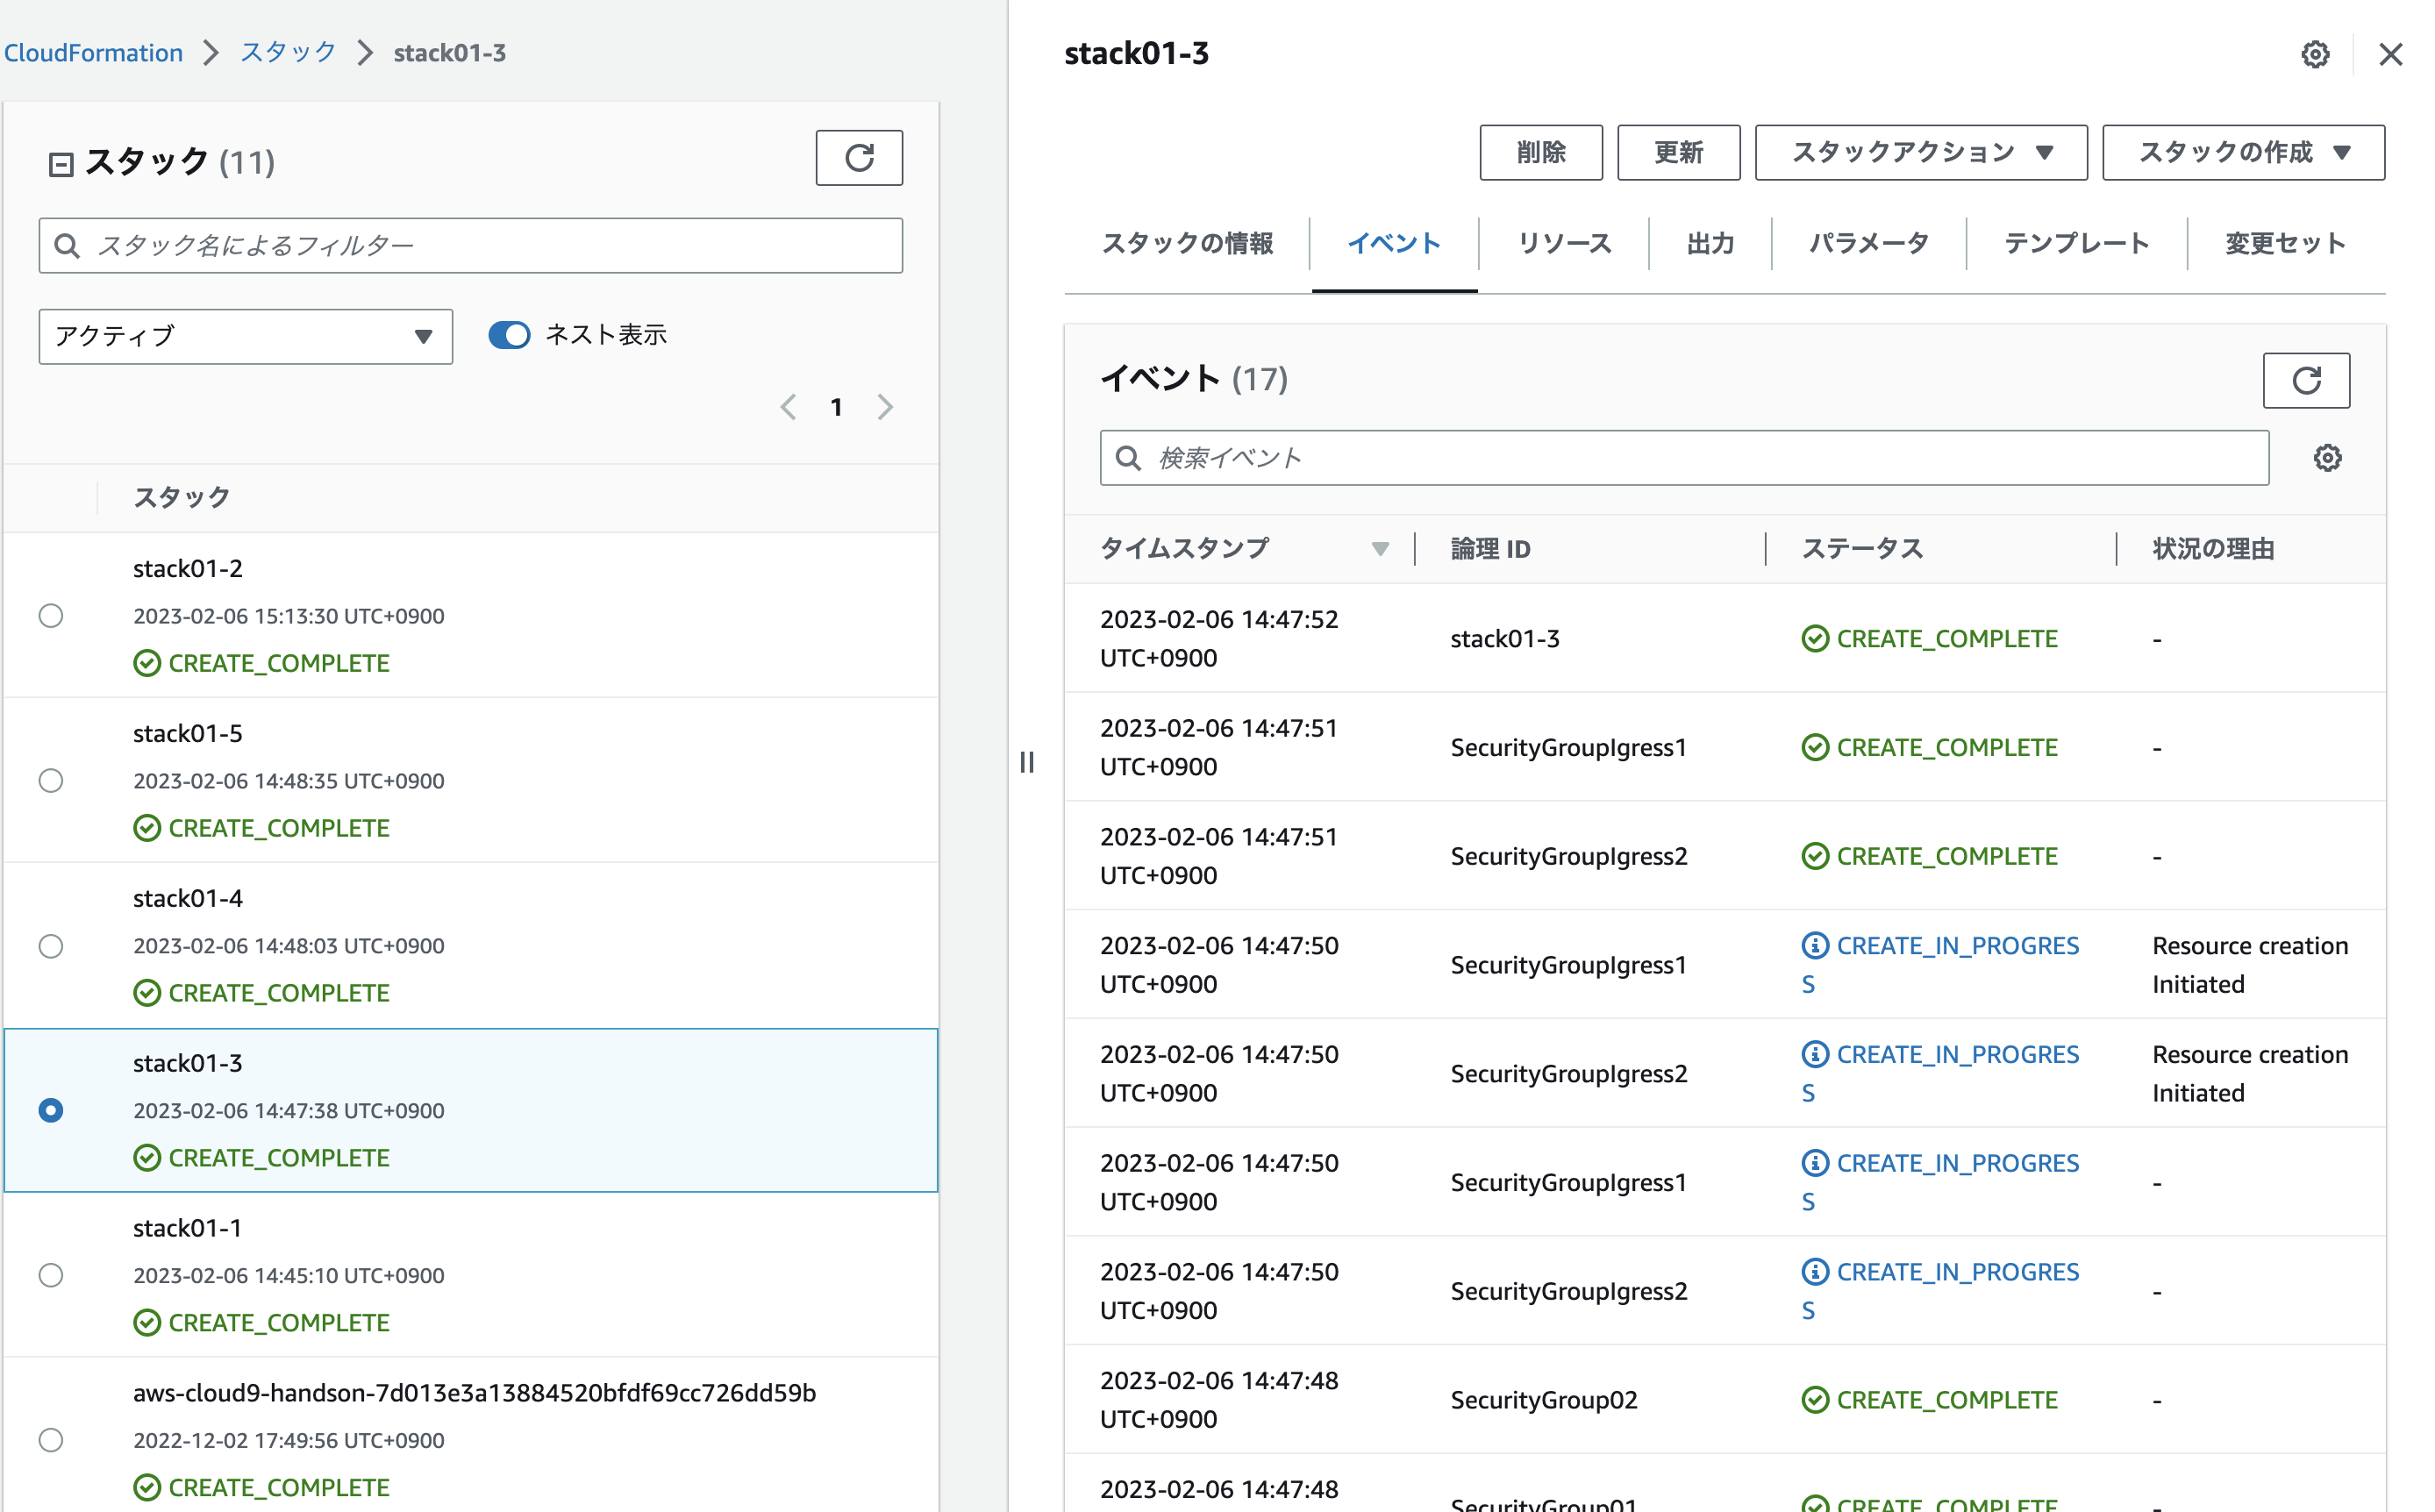 CloudFormation > スタック > stack01-3
スタック (11)
スタック名によるフィルター
アクティブ
ネスト表示
1
スタック
stack01-2
2023-02-06 15:13:30 UTC+0900
CREATE_COMPLETE
stack01-5
2023-02-06 14:48:35 UTC+0900
CREATE_COMPLETE
stack01-4
2023-02-06 14:48:03 UTC+0900
CREATE_COMPLETE
stack01-3
2023-02-06 14:47:38 UTC+0900
CREATE_COMPLETE
stack01-1
2023-02-06 14:45:10 UTC+0900
CREATE_COMPLETE
aws-cloud9-handson-7d013e3a13884520bfdf69cc726dd59b
2022-12-02 17:49:56 UTC+0900
CREATE_COMPLETE
stack01-3
削除 更新 スタックアクション スタックの作成
スタックの情報 イベント リソース 出力 パラメータ テンプレート 変更セット
イベント (17)
検索イベント
タイムスタンプ 論理 ID ステータス 状況の理由
2023-02-06 14:47:52
UTC+0900
stack01-3
CREATE_COMPLETE
-
2023-02-06 14:47:51
UTC+0900
SecurityGroupIgress1
CREATE_COMPLETE
-
2023-02-06 14:47:51
UTC+0900
SecurityGroupIgress2
CREATE_COMPLETE
-
2023-02-06 14:47:50
UTC+0900
SecurityGroupIgress1
CREATE_IN_PROGRES
S
Resource creation
Initiated
2023-02-06 14:47:50
UTC+0900
SecurityGroupIgress2
CREATE_IN_PROGRES
S
Resource creation
Initiated
2023-02-06 14:47:50
UTC+0900
SecurityGroupIgress1
CREATE_IN_PROGRES
S
-
2023-02-06 14:47:50
UTC+0900
SecurityGroupIgress2
CREATE_IN_PROGRES
S
-
2023-02-06 14:47:48
UTC+0900
SecurityGroup02
CREATE_COMPLETE
-
2023-02-06 14:47:48
SecurityGroup01
CREATE_COMPLETE
-